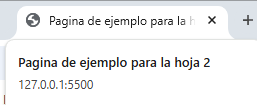 Pagina de ejemplo para la h
Pagina de ejemplo para la hoja 2
127.0.0.1:5500